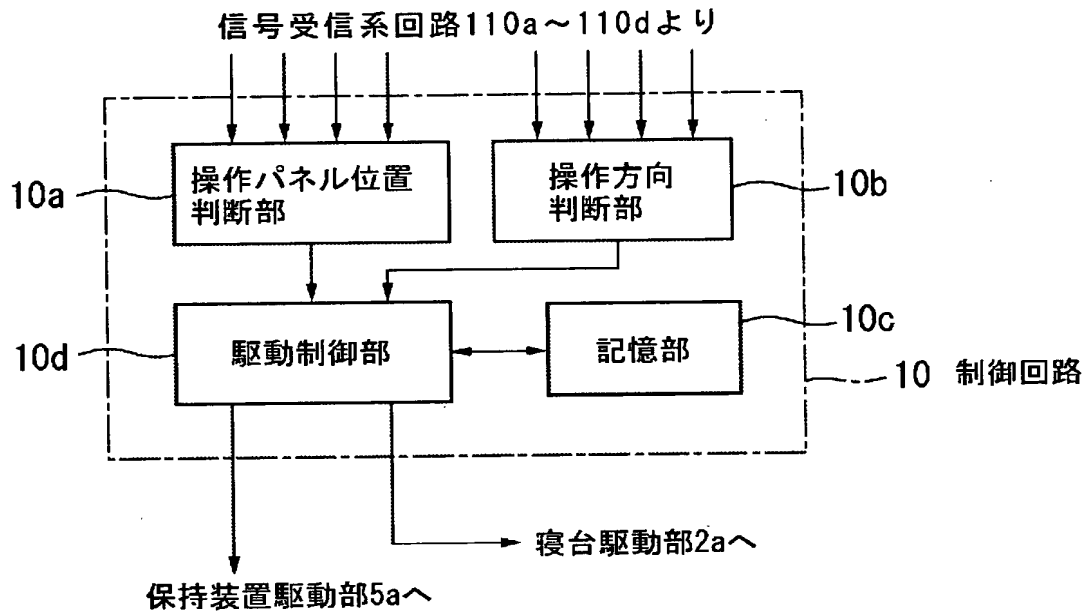 信号受信系回路110a~110dより
操作パネル位置
判断部
10a
操作方向
判断部
10b
駆動制御部
10d
記憶部
10c
10 制御回路
寝台駆動部2aへ
保持装置駆動部5aへ